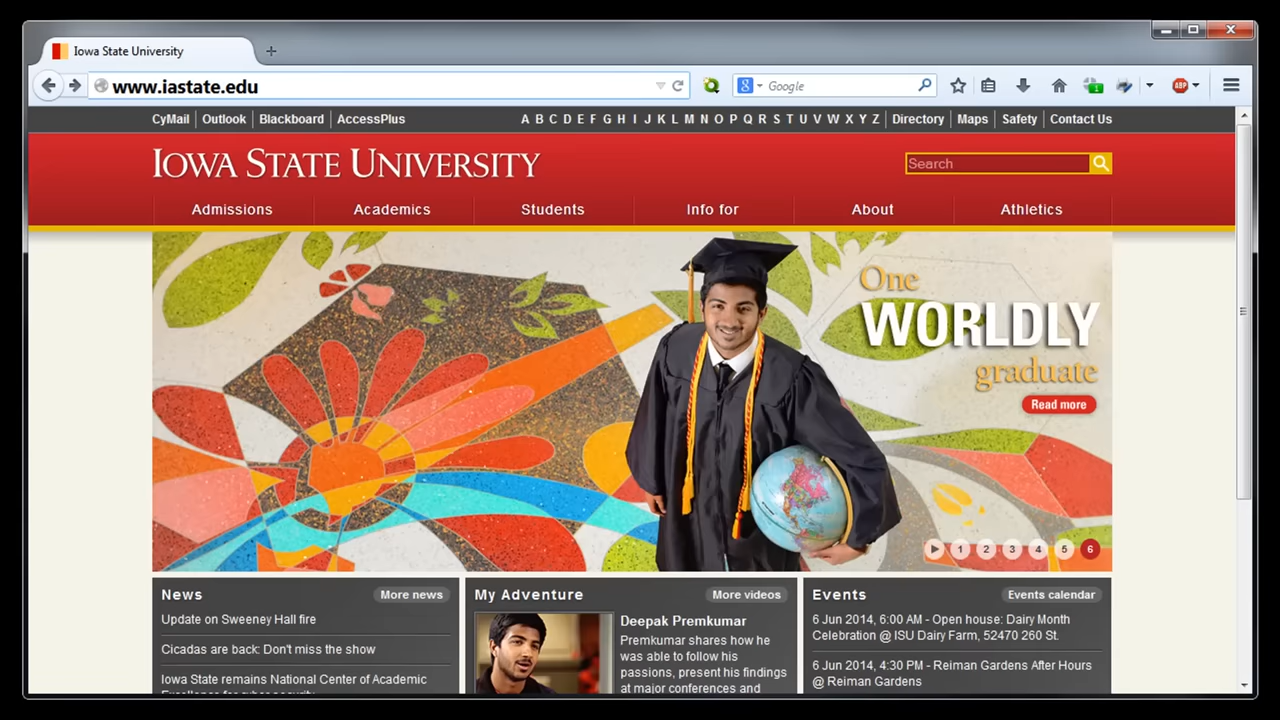 Iowa State University
www.iastate.edu
Google
CyMail Outlook Blackboard AccessPlus
A B C D E F G H I J K L M N O P Q R S T U V W X Y Z Directory Maps Safety Contact Us
IOWA STATE UNIVERSITY
Search
Admissions Academics Students Info for About Athletics
One
WORLDLY
graduate
Read more
1 2 3 4 5 6
News More news
Update on Sweeney Hall fire
Cicadas are back: Don't miss the show
Iowa State remains National Center of Academic
My Adventure More videos
Deepak Premkumar
Premkumar shares how he
was able to follow his
passions, present his findings
at major conferences and
Events Events calendar
6 Jun 2014, 6:00 AM - Open house: Dairy Month
Celebration @ ISU Dairy Farm, 52470 260 St.
6 Jun 2014, 4:30 PM - Reiman Gardens After Hours
@ Reiman Gardens